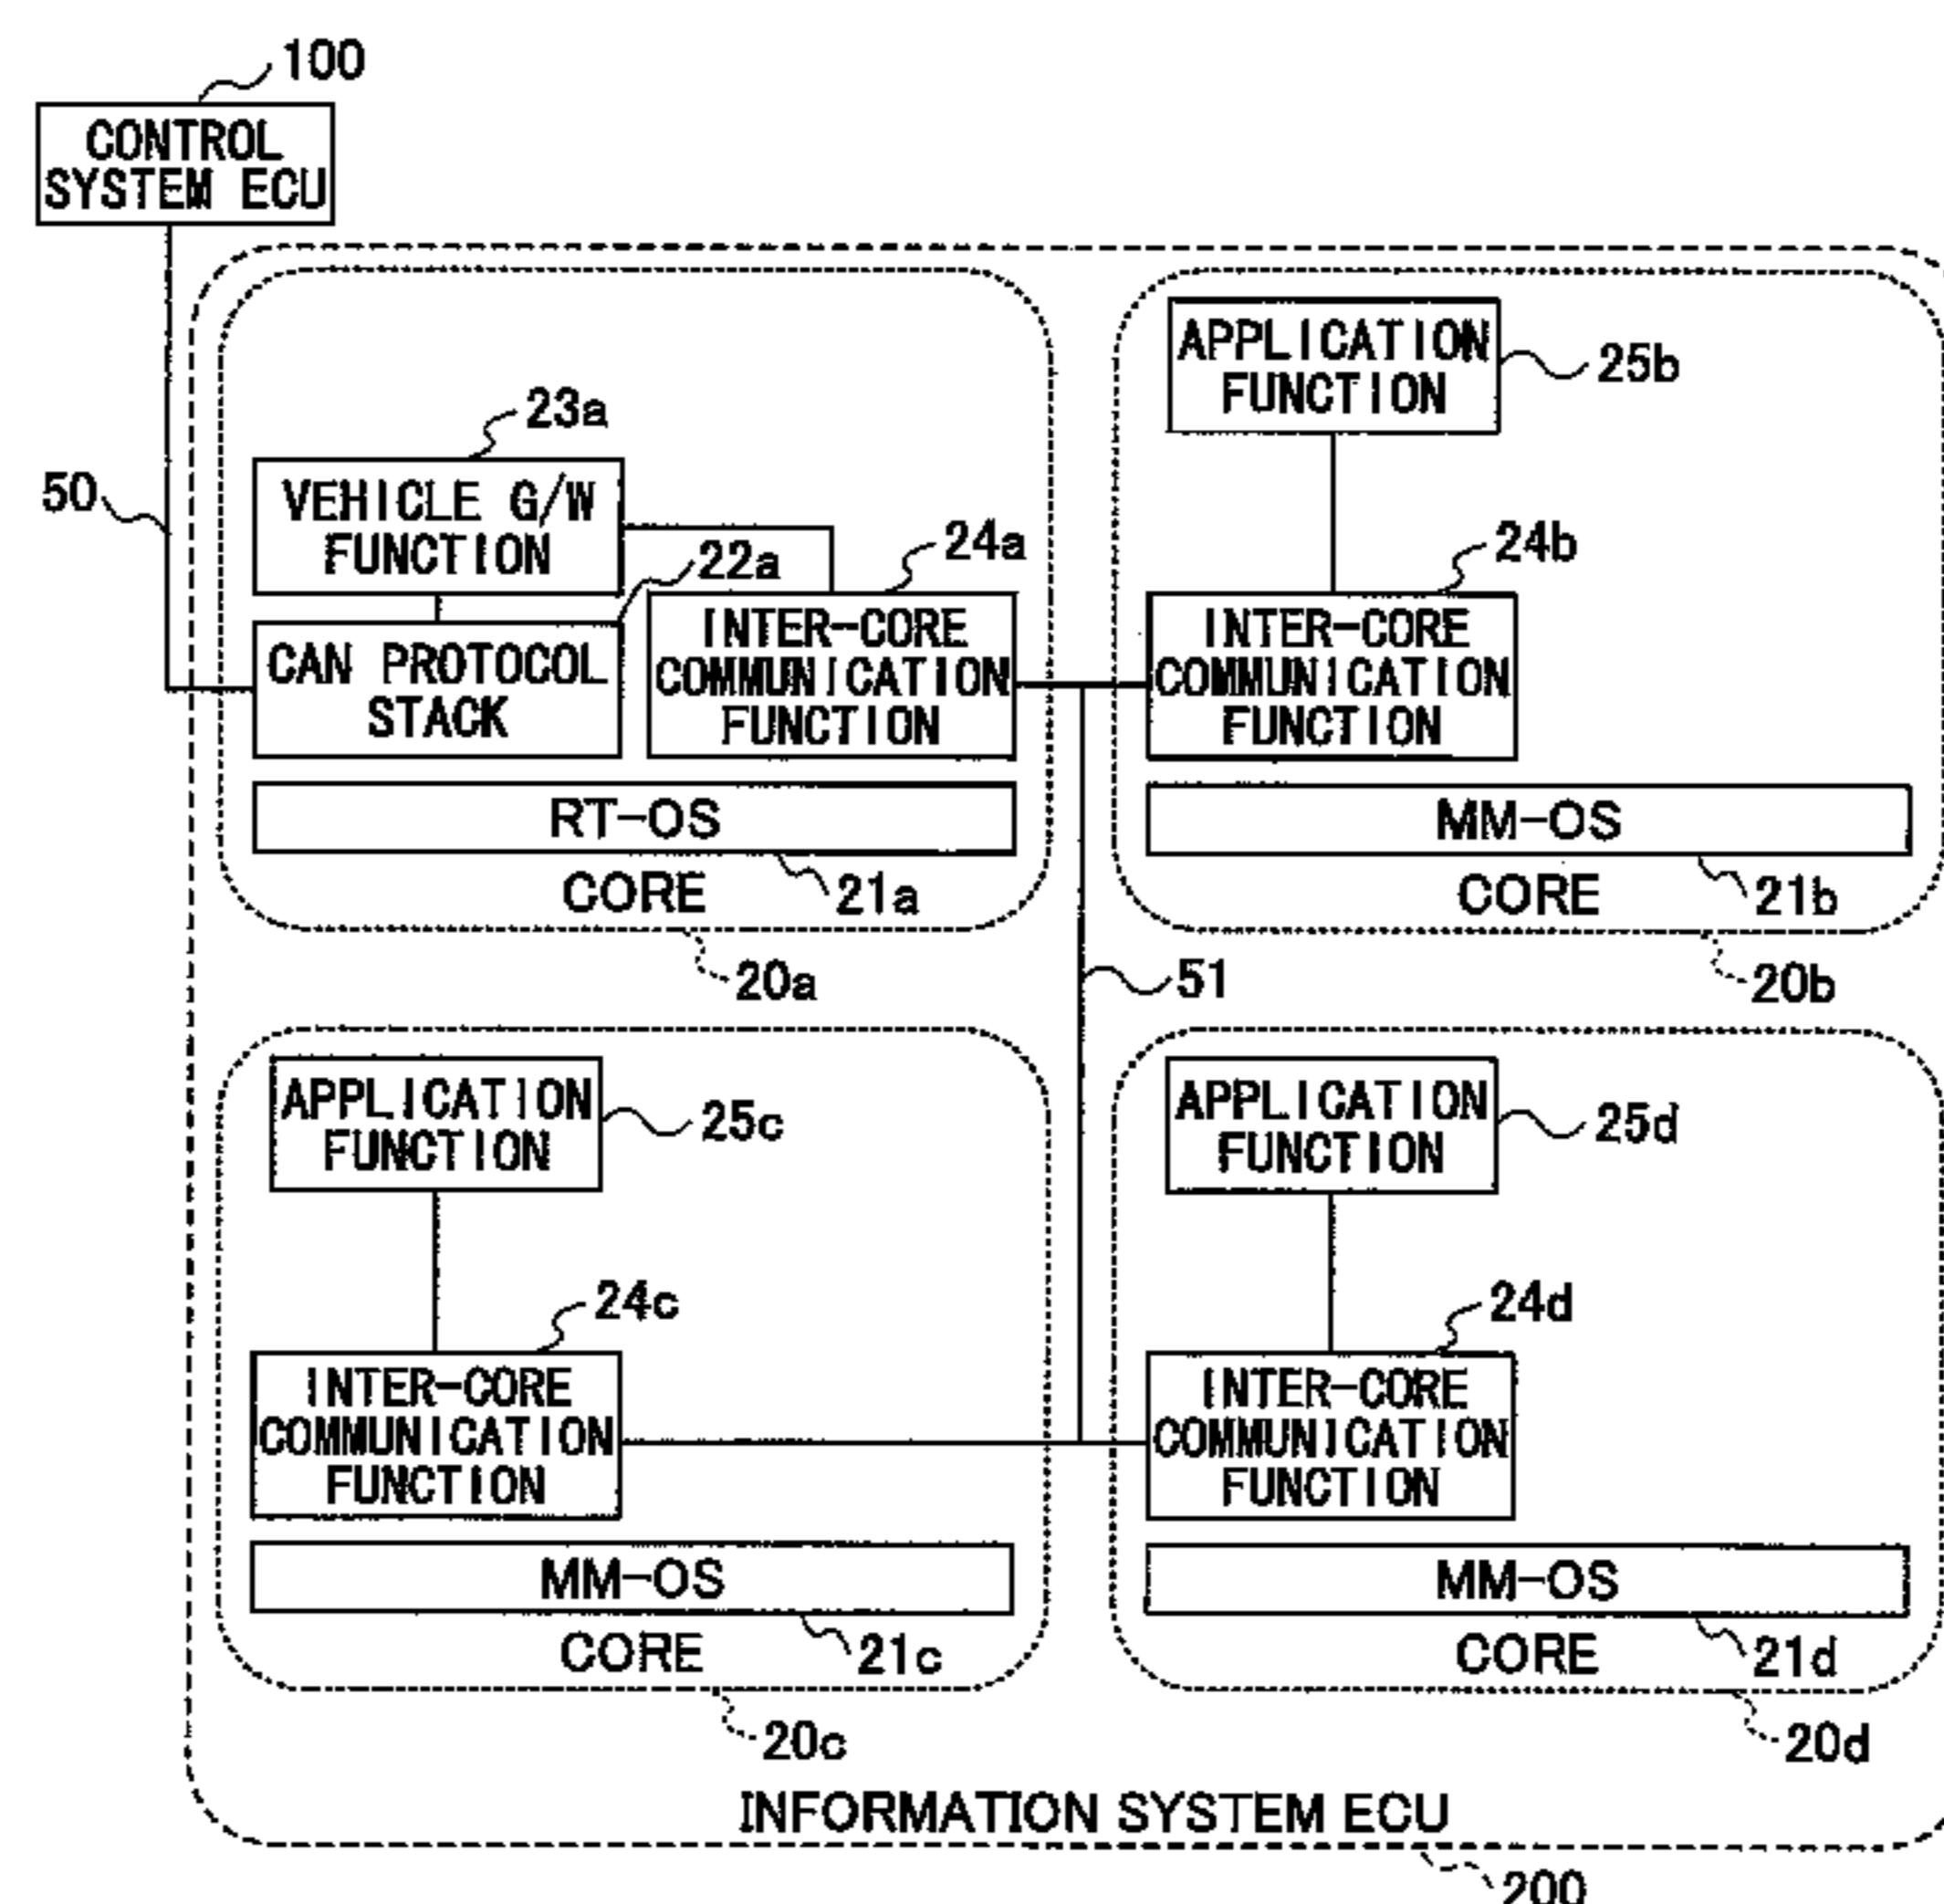 100
CONTROL
SYSTEM ECU
50
23a
VEHICLE G/W
FUNCTION
22a
CAN PROTOCOL
STACK
24a
INTER-CORE
COMMUNICATION
FUNCTION
RT-OS
CORE
21a
20a
APPLICATION
FUNCTION
25b
24b
INTER-CORE
COMMUNICATION
FUNCTION
MM-OS
CORE
21b
20b
51
APPLICATION
FUNCTION
25c
24c
INTER-CORE
COMMUNICATION
FUNCTION
MM-OS
CORE
21c
20c
APPLICATION
FUNCTION
25d
24d
INTER-CORE
COMMUNICATION
FUNCTION
MM-OS
CORE
21d
20d
INFORMATION SYSTEM ECU
200